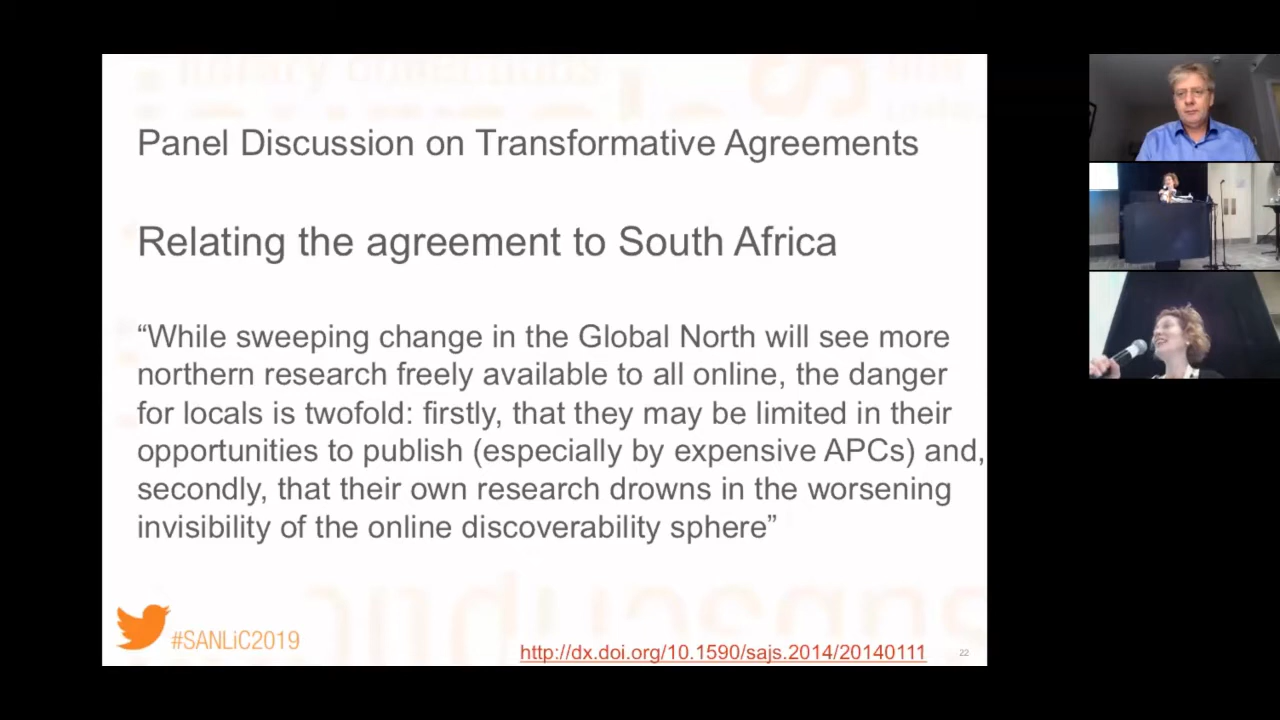 Panel Discussion on Transformative Agreements
Relating the agreement to South Africa
“While sweeping change in the Global North will see more
northern research freely available to all online, the danger
for locals is twofold: firstly, that they may be limited in their
opportunities to publish (especially by expensive APCs) and,
secondly, that their own research drowns in the worsening
invisibility of the online discoverability sphere”
#SANLiC2019
http://dx.doi.org/10.1590/sajs.2014/20140111
22